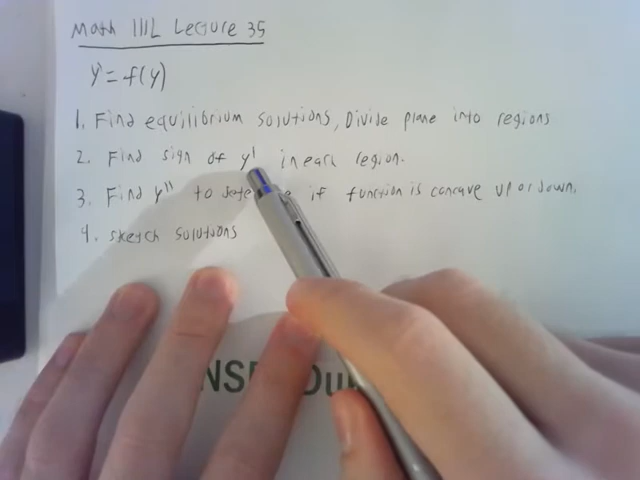 Math 111L Lecture 35
y' = f(y)
1. Find equilibrium solutions, Divide plane into regions
2. Find sign of y' in each region.
3. Find y" to if function is concave up or down.
4. sketch solutions